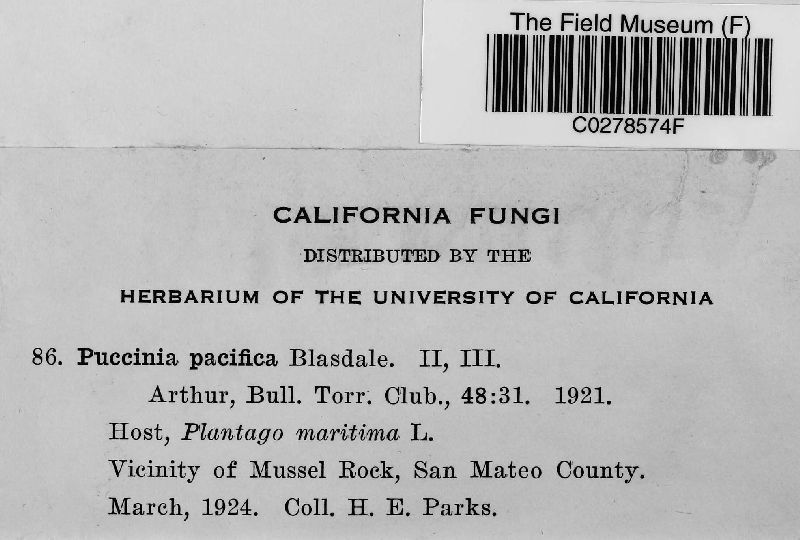 The Field Museum (F)
C0278574F
CALIFORNIA FUNGI
DISTRIBUTED BY THE
HERBARIUM OF THE UNIVERSITY OF CALIFORNIA
86. Puccinia pacifica Blasdale. II, III.
Arthur, Bull. Torr. Club., 48:31. 1921.
Host, Plantago maritima L.
Vicinity of Mussel Rock, San Mateo County.
March, 1924. Coll. H. E. Parks.